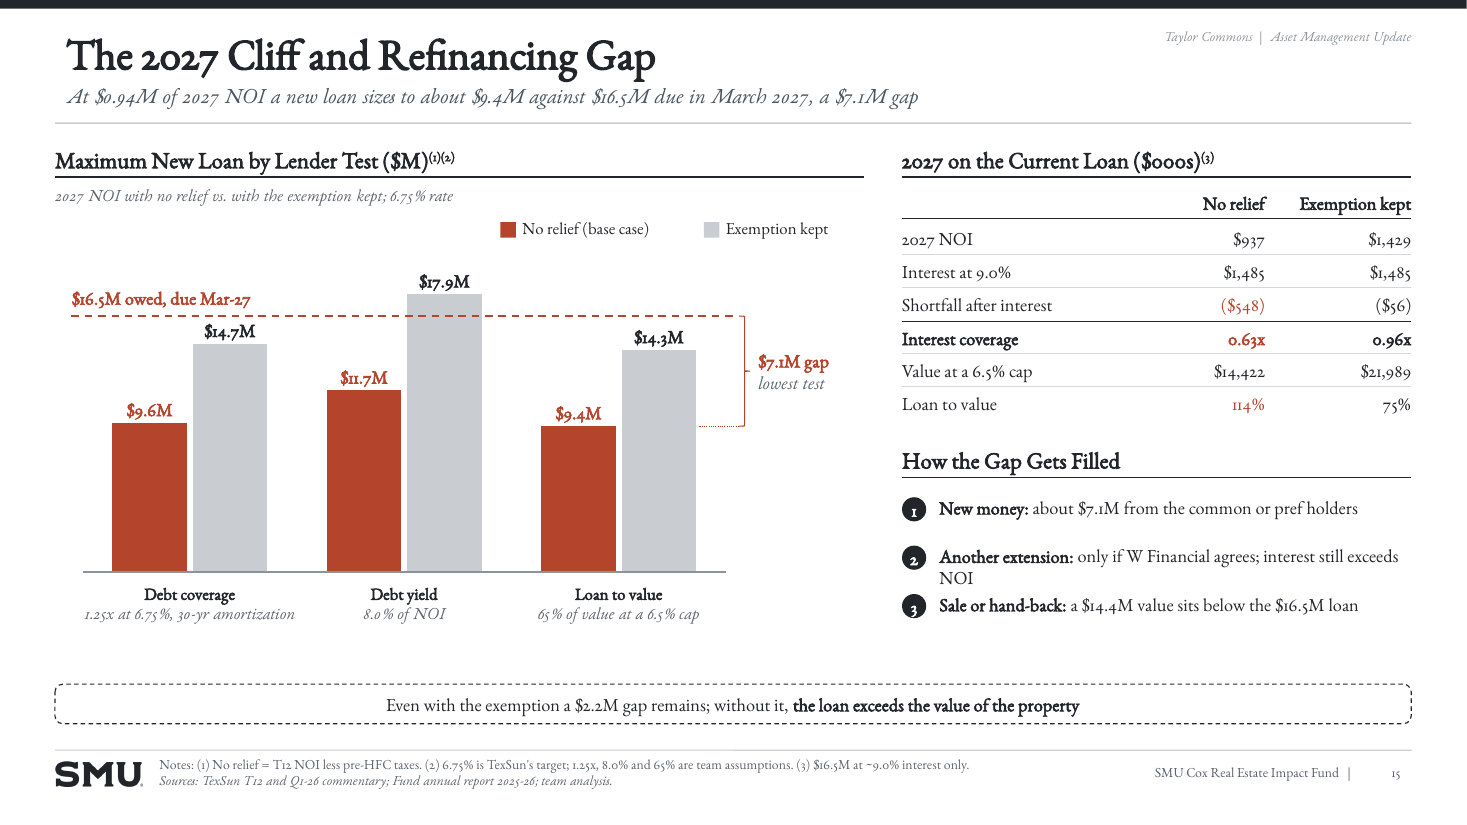 Taylor Commons | Asset Management Update
The 2027 Cliff and Refinancing Gap
At $0.94M of 2027 NOI a new loan sizes to about $9.4M against $16.5M due in March 2027, a $7.1M gap
Maximum New Loan by Lender Test ($M)(1)(2)
2027 NOI with no relief vs. with the exemption kept; 6.75% rate
No relief (base case)
Exemption kept
$16.5M owed, due Mar-27
$9.6M
$14.7M
$11.7M
$17.9M
$9.4M
$14.3M
$7.1M gap
lowest test
Debt coverage
1.25x at 6.75%, 30-yr amortization
Debt yield
8.0% of NOI
Loan to value
65% of value at a 6.5% cap
2027 on the Current Loan ($000s)(3)
No relief Exemption kept
2027 NOI $937 $1,429
Interest at 9.0% $1,485 $1,485
Shortfall after interest ($548) ($56)
Interest coverage 0.63x 0.96x
Value at a 6.5% cap $14,422 $21,989
Loan to value 114% 75%
How the Gap Gets Filled
1 New money: about $7.1M from the common or pref holders
2 Another extension: only if W Financial agrees; interest still exceeds
NOI
3 Sale or hand-back: a $14.4M value sits below the $16.5M loan
Even with the exemption a $2.2M gap remains; without it, the loan exceeds the value of the property
SMU
Notes: (1) No relief = T12 NOI less pre-HFC taxes. (2) 6.75% is TexSun's target; 1.25x, 8.0% and 65% are team assumptions. (3) $16.5M at ~9.0% interest only.
Sources: TexSun T12 and Q1-26 commentary; Fund annual report 2025-26; team analysis.
SMU Cox Real Estate Impact Fund | 15